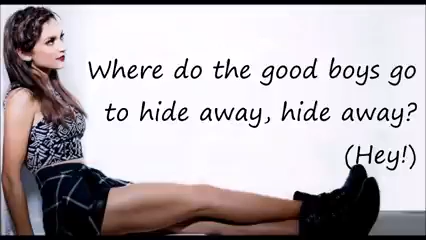 Where do the good boys go
to hide away, hide away?
(Hey!)